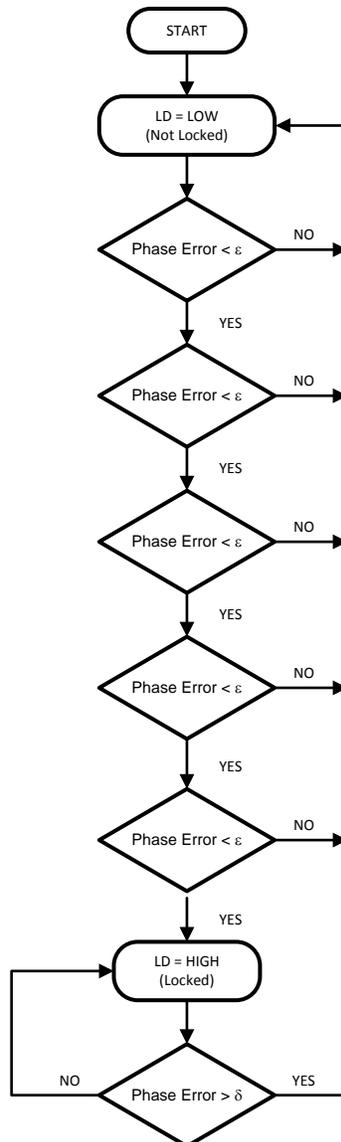 START
LD = LOW
(Not Locked)
Phase Error < ε
NO
YES
Phase Error < ε
NO
YES
Phase Error < ε
NO
YES
Phase Error < ε
NO
YES
Phase Error < ε
NO
YES
LD = HIGH
(Locked)
NO
Phase Error > δ
YES